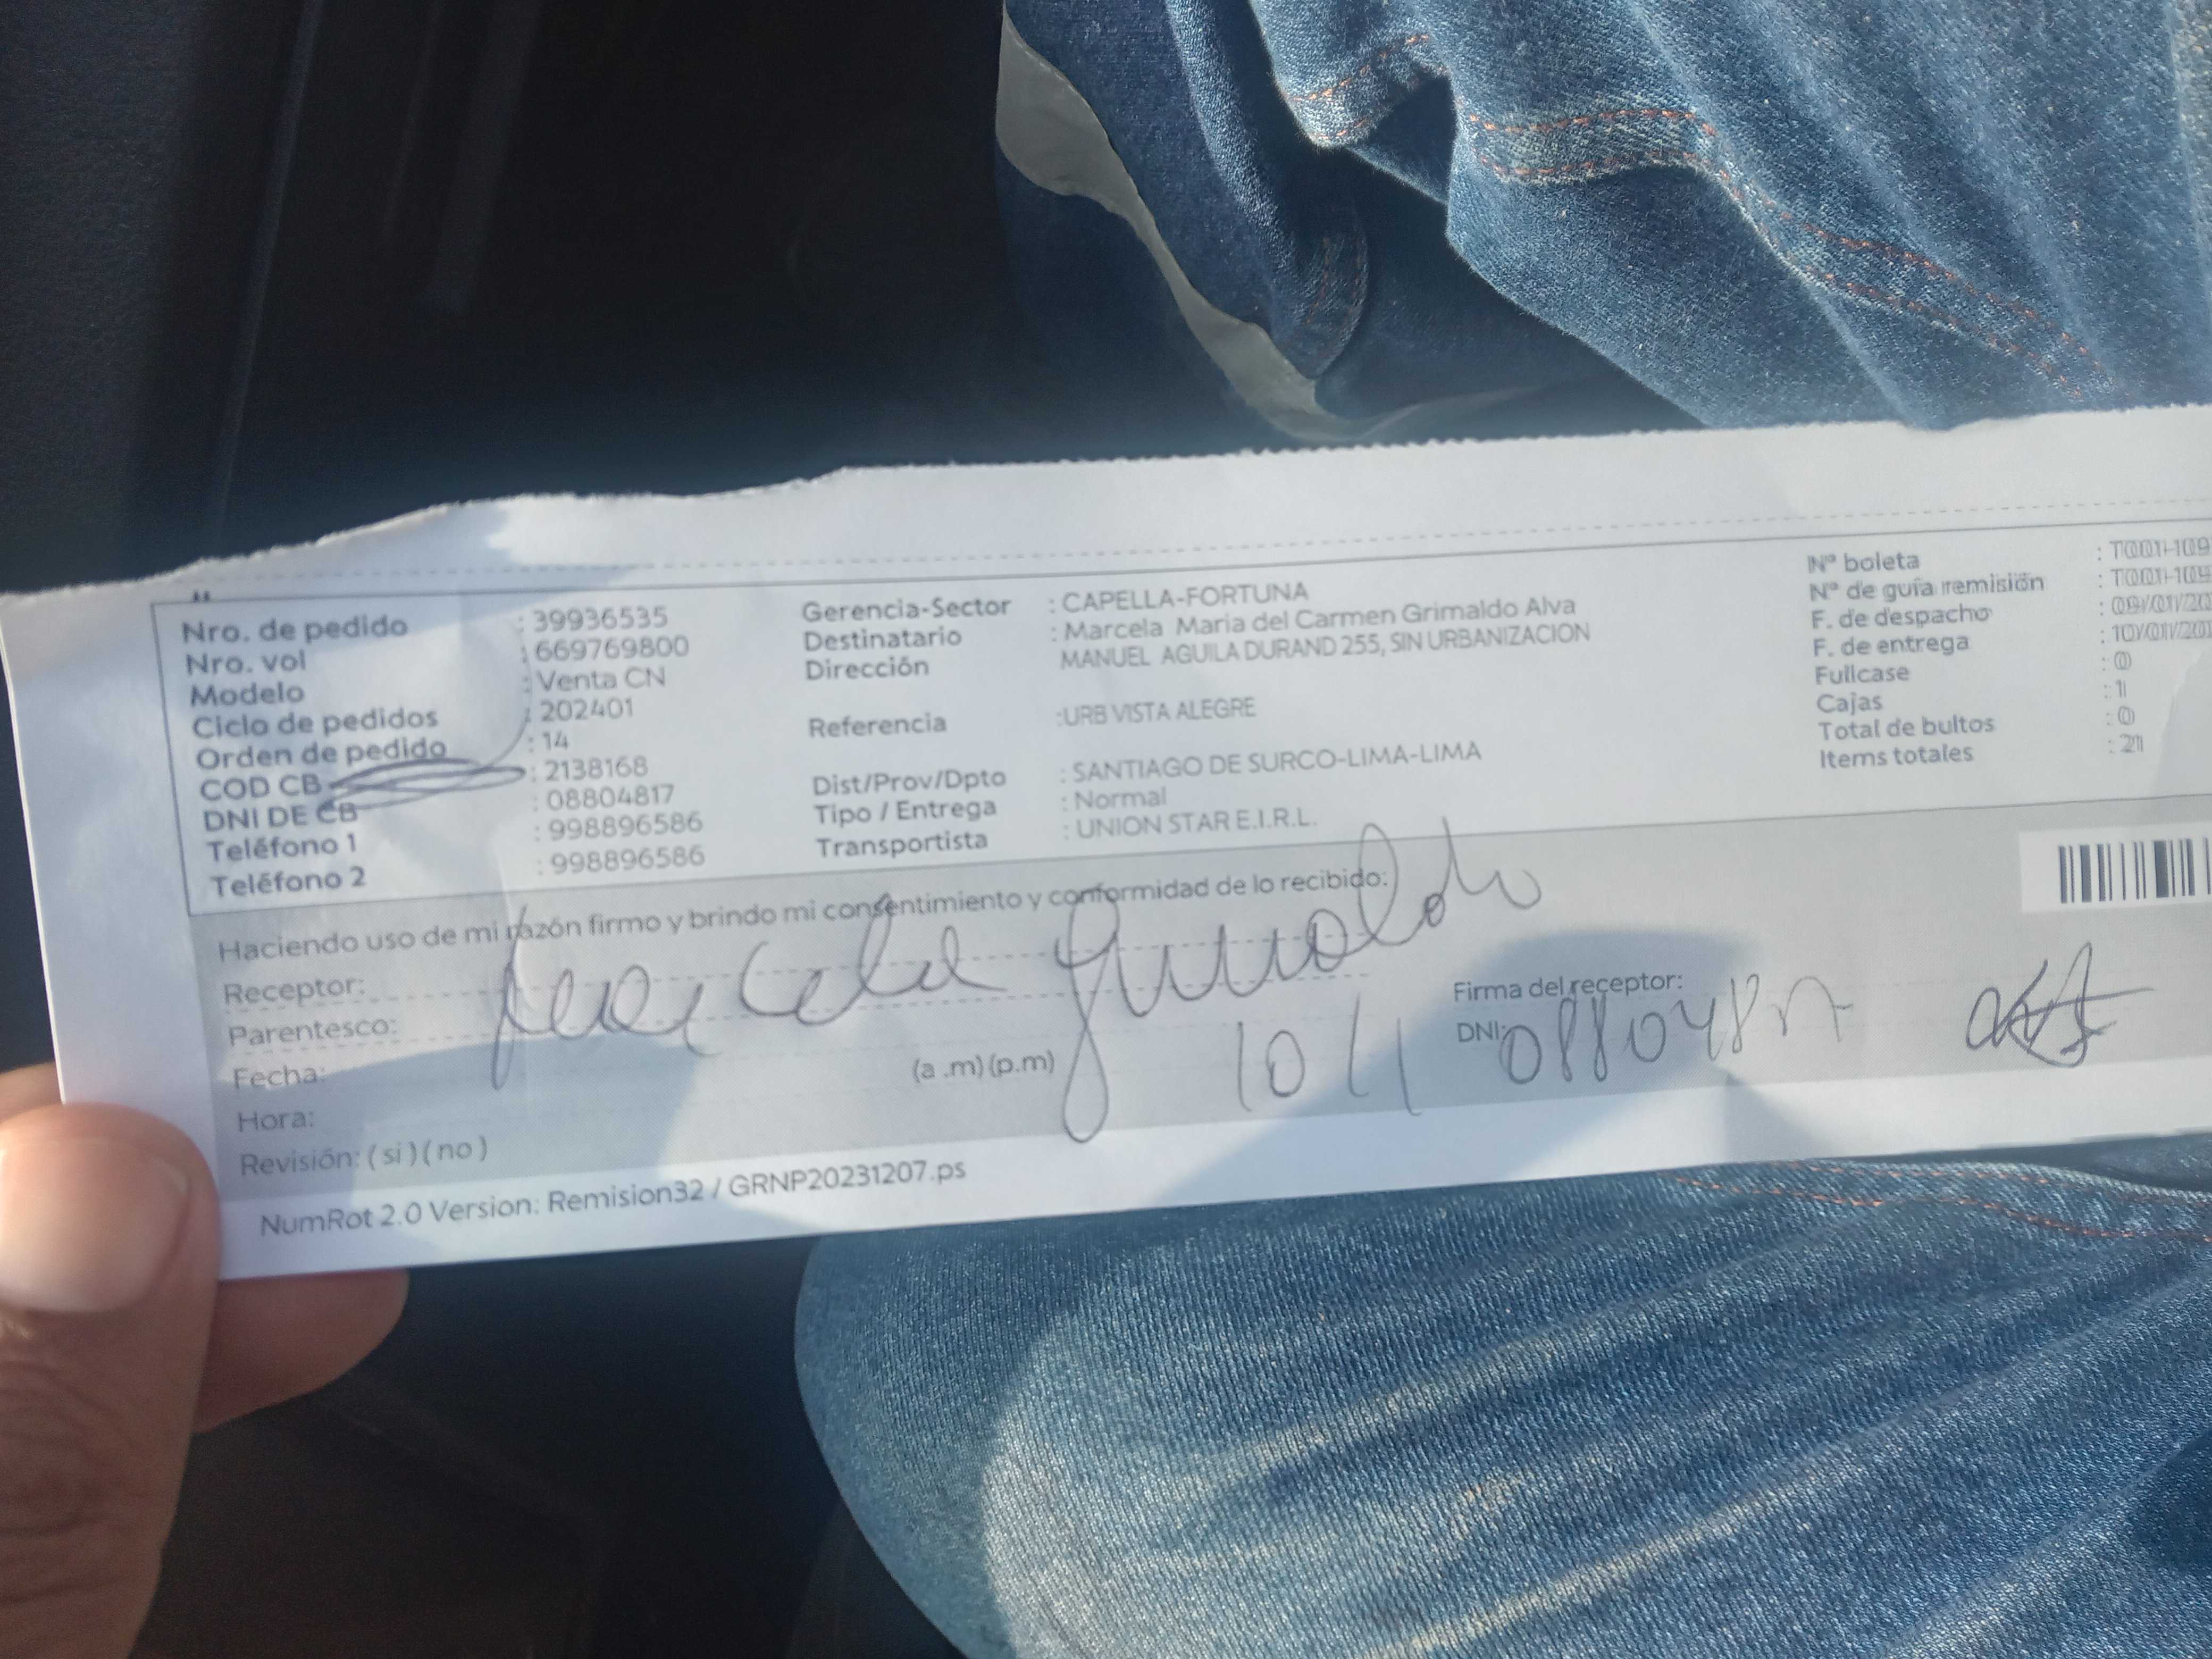 Nro. de pedido : 39936535
Nro. vol : 669769800
Modelo : Venta CN
Ciclo de pedidos : 202401
Orden de pedido : 14
COD CB : 2138168
DNI DE CB : 08804817
Teléfono 1 : 998896586
Teléfono 2 : 998896586
Gerencia-Sector : CAPELLA-FORTUNA
Destinatario : Marcela Maria del Carmen Grimaldo Alva
Dirección MANUEL AGUILA DURAND 255, SIN URBANIZACION
Referencia :URB VISTA ALEGRE
Dist/Prov/Dpto : SANTIAGO DE SURCO-LIMA-LIMA
Tipo / Entrega : Normal
Transportista : UNION STAR E.I.R.L.
Nº boleta : T001-109
Nº de guía remisión : T001-109
F. de despacho : 09/01/20
F. de entrega : 10/01/20
Fullcase : 0
Cajas : 1
Total de bultos : 0
Items totales : 21
Haciendo uso de mi razón firmo y brindo mi consentimiento y conformidad de lo recibido:
Receptor: Marcela Grimaldo
Parentesco:
Fecha: 10/1
Hora: (a .m) (p.m)
Revisión: ( si ) ( no )
Firma del receptor:
DNI: 08804817
NumRot 2.0 Version: Remision32 / GRNP20231207.ps